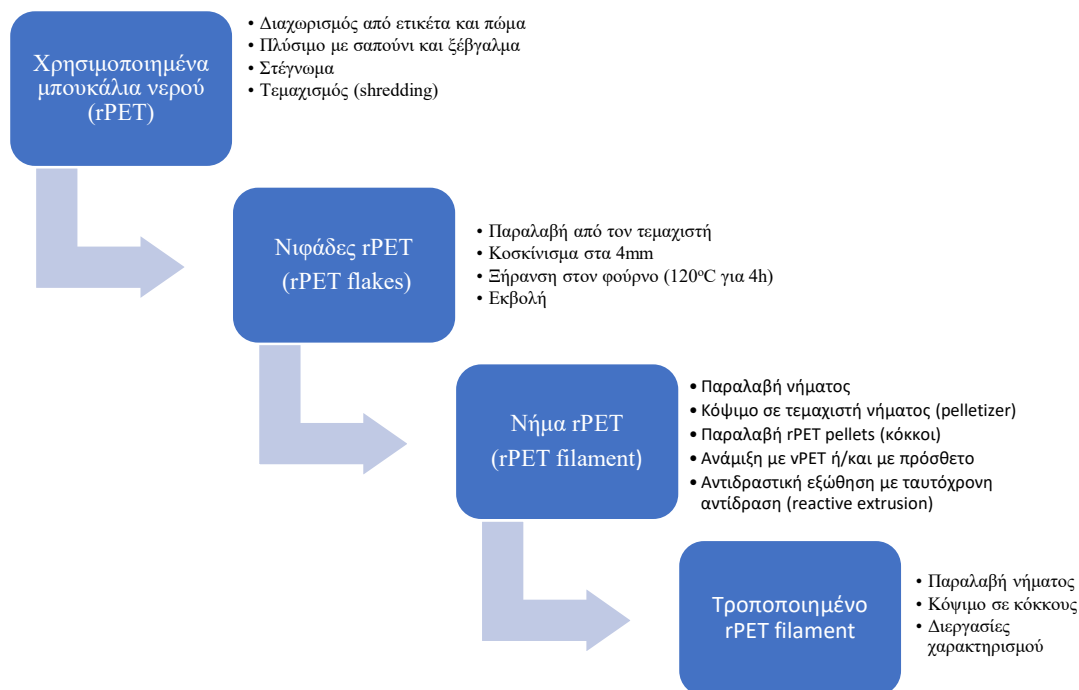 Χρησιμοποιημένα
μπουκάλια νερού
(rPET)
• Διαχωρισμός από ετικέτα και πώμα
• Πλύσιμο με σαπούνι και ξέβγαλμα
• Στέγνωμα
• Τεμαχισμός (shredding)
Νιφάδες rPET
(rPET flakes)
• Παραλαβή από τον τεμαχιστή
• Κοσκίνισμα στα 4mm
• Ξήρανση στον φούρνο (120°C για 4h)
• Εκβολή
Νήμα rPET
(rPET filament)
• Παραλαβή νήματος
• Κόψιμο σε τεμαχιστή νήματος (pelletizer)
• Παραλαβή rPET pellets (κόκκοι)
• Ανάμιξη με vPET ή/και με πρόσθετο
• Αντιδραστική εξώθηση με ταυτόχρονη
αντίδραση (reactive extrusion)
Τροποποιημένο
rPET filament
• Παραλαβή νήματος
• Κόψιμο σε κόκκους
• Διεργασίες
χαρακτηρισμού